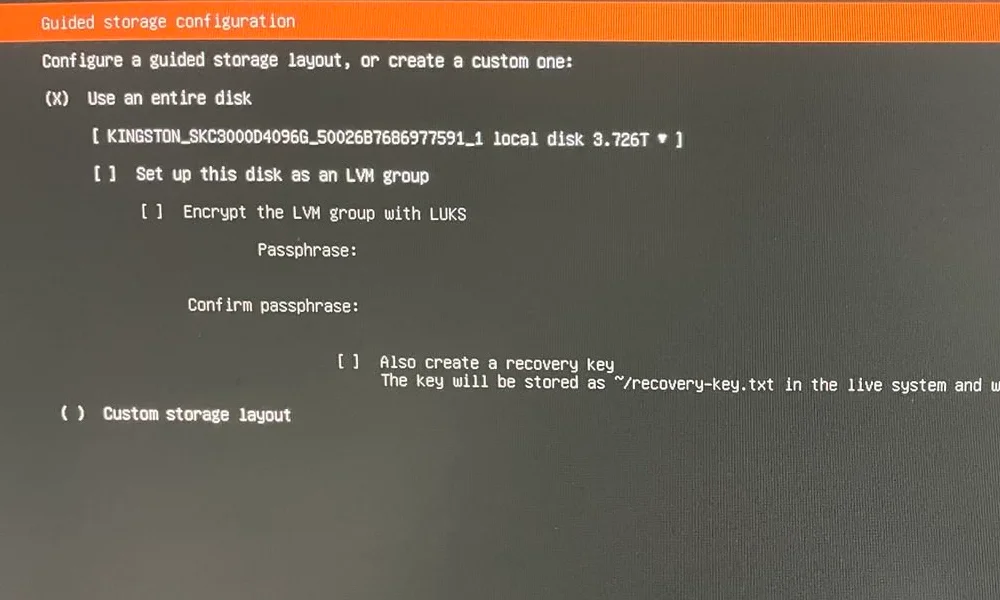 Guided storage configuration
Configure a guided storage layout, or create a custom one:
(X) Use an entire disk
[ KINGSTON_SKC3000D4096G_50026B7686977591_1 local disk 3.726T ▾ ]
[ ] Set up this disk as an LVM group
[ ] Encrypt the LVM group with LUKS
Passphrase:
Confirm passphrase:
[ ] Also create a recovery key
The key will be stored as ~/recovery-key.txt in the live system and w
( ) Custom storage layout